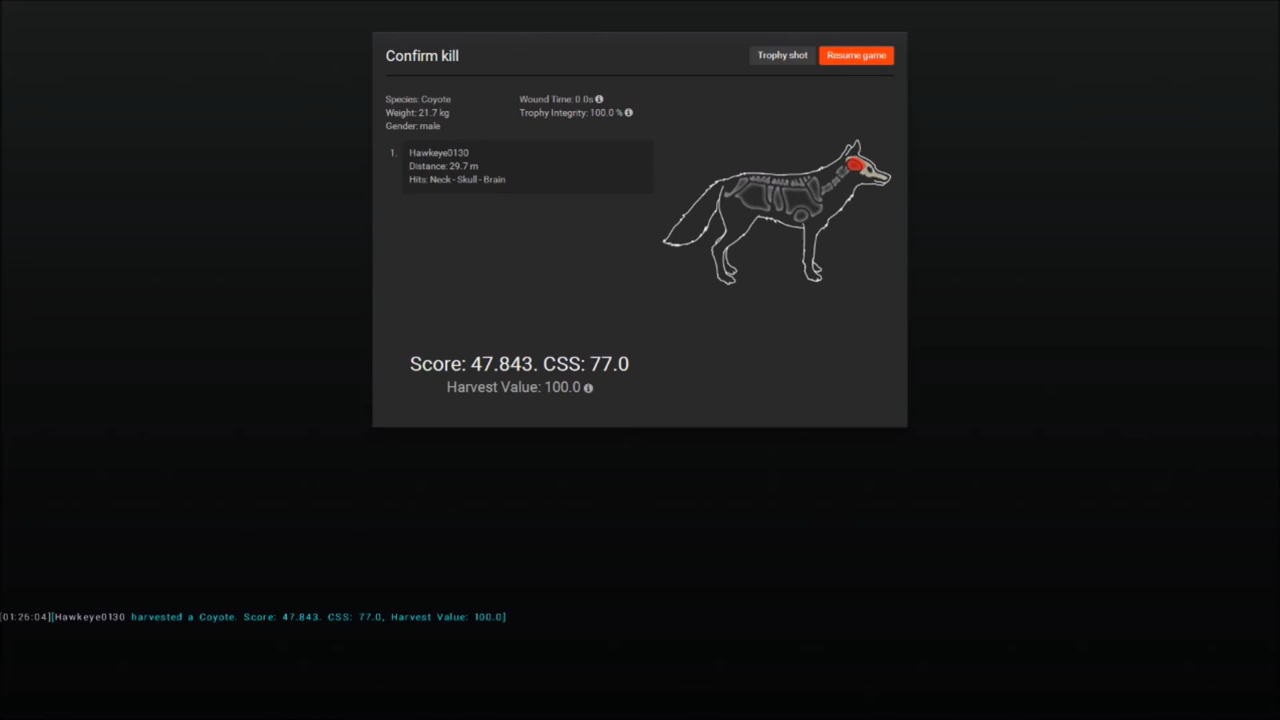 Confirm kill
Trophy shot
Resume game
Species: Coyote
Weight: 21.7 kg
Gender: male
Wound Time: 0.0s
Trophy Integrity: 100.0 %
1.
Hawkeye0130
Distance: 29.7 m
Hits: Neck - Skull - Brain
Score: 47.843. CSS: 77.0
Harvest Value: 100.0
[01:26:04][Hawkeye0130 harvested a Coyote. Score: 47.843. CSS: 77.0, Harvest Value: 100.0]